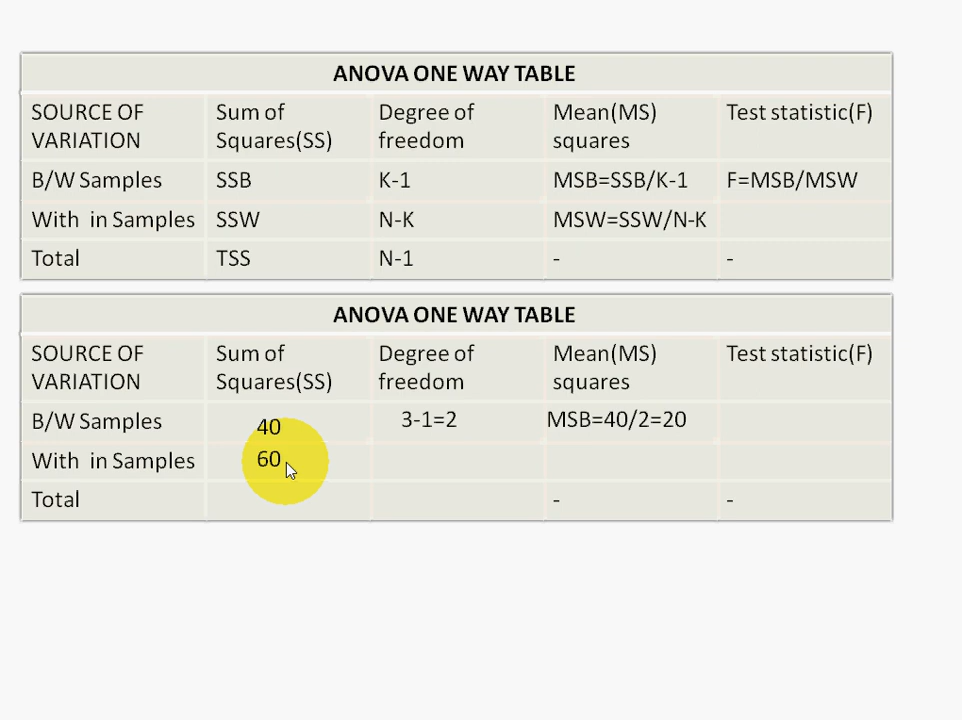 ANOVA ONE WAY TABLE
SOURCE OF VARIATION Sum of Squares(SS) Degree of freedom Mean(MS) squares Test statistic(F)
B/W Samples SSB K-1 MSB=SSB/K-1 F=MSB/MSW
With in Samples SSW N-K MSW=SSW/N-K
Total TSS N-1 - -
ANOVA ONE WAY TABLE
SOURCE OF VARIATION Sum of Squares(SS) Degree of freedom Mean(MS) squares Test statistic(F)
B/W Samples 40 3-1=2 MSB=40/2=20
With in Samples 60
Total - -